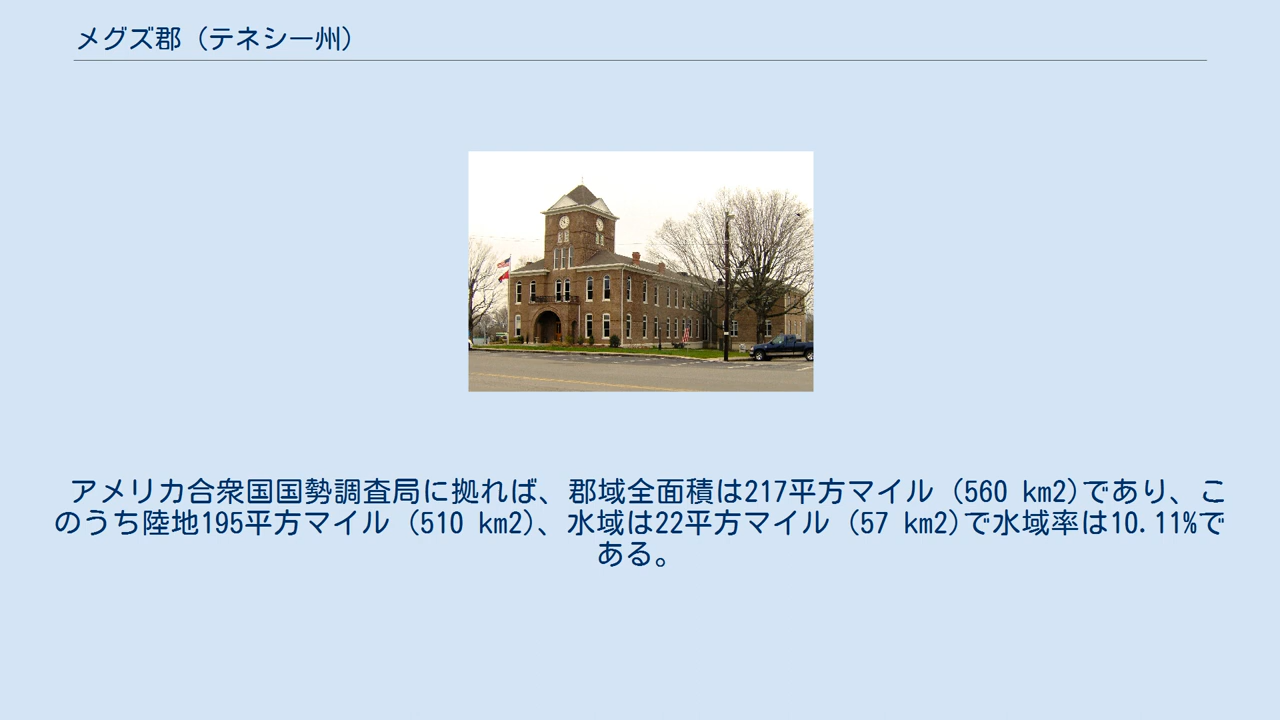 メグズ郡 (テネシー州)
アメリカ合衆国国勢調査局に拠れば、郡域全面積は217平方マイル (560 km2)であり、こ
のうち陸地195平方マイル (510 km2)、水域は22平方マイル (57 km2)で水域率は10.11%で
ある。